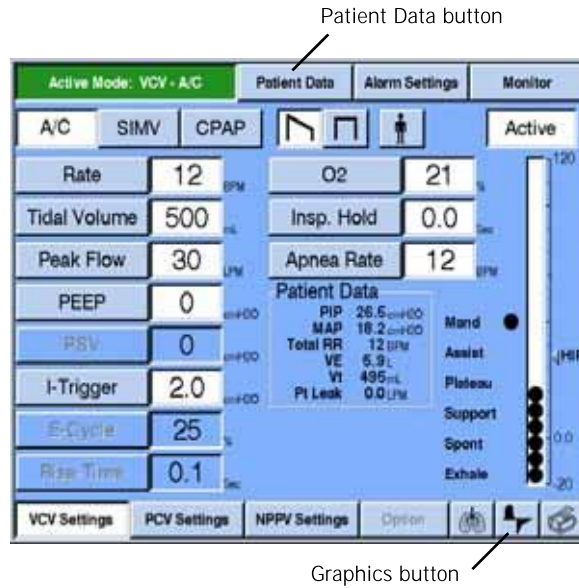 Patient Data button
Active Mode: VCV - A/C Patient Data Alarm Settings Monitor
A/C SIMV CPAP Active
Rate 12 BPM O2 21 %
120
Tidal Volume 500 mL Insp. Hold 0.0 Sec
Peak Flow 30 LPM Apnea Rate 12 BPM
Patient Data
PEEP 0 cmH2O
PIP 26.5 cmH2O
MAP 18.2 cmH2O
Mand
Total RR 12 BPM
PSV 0 cmH2O
VE 5.9 L
Assist
HIP
Vt 495 mL
Plateau
I-Trigger 2.0 cmH2O
Pt Leak 0.0 LPM
Support
E-Cycle 25 %
Spont 0.0
Rise Time 0.1 Sec
Exhale
-20
VCV Settings PCV Settings NPPV Settings Option
Graphics button